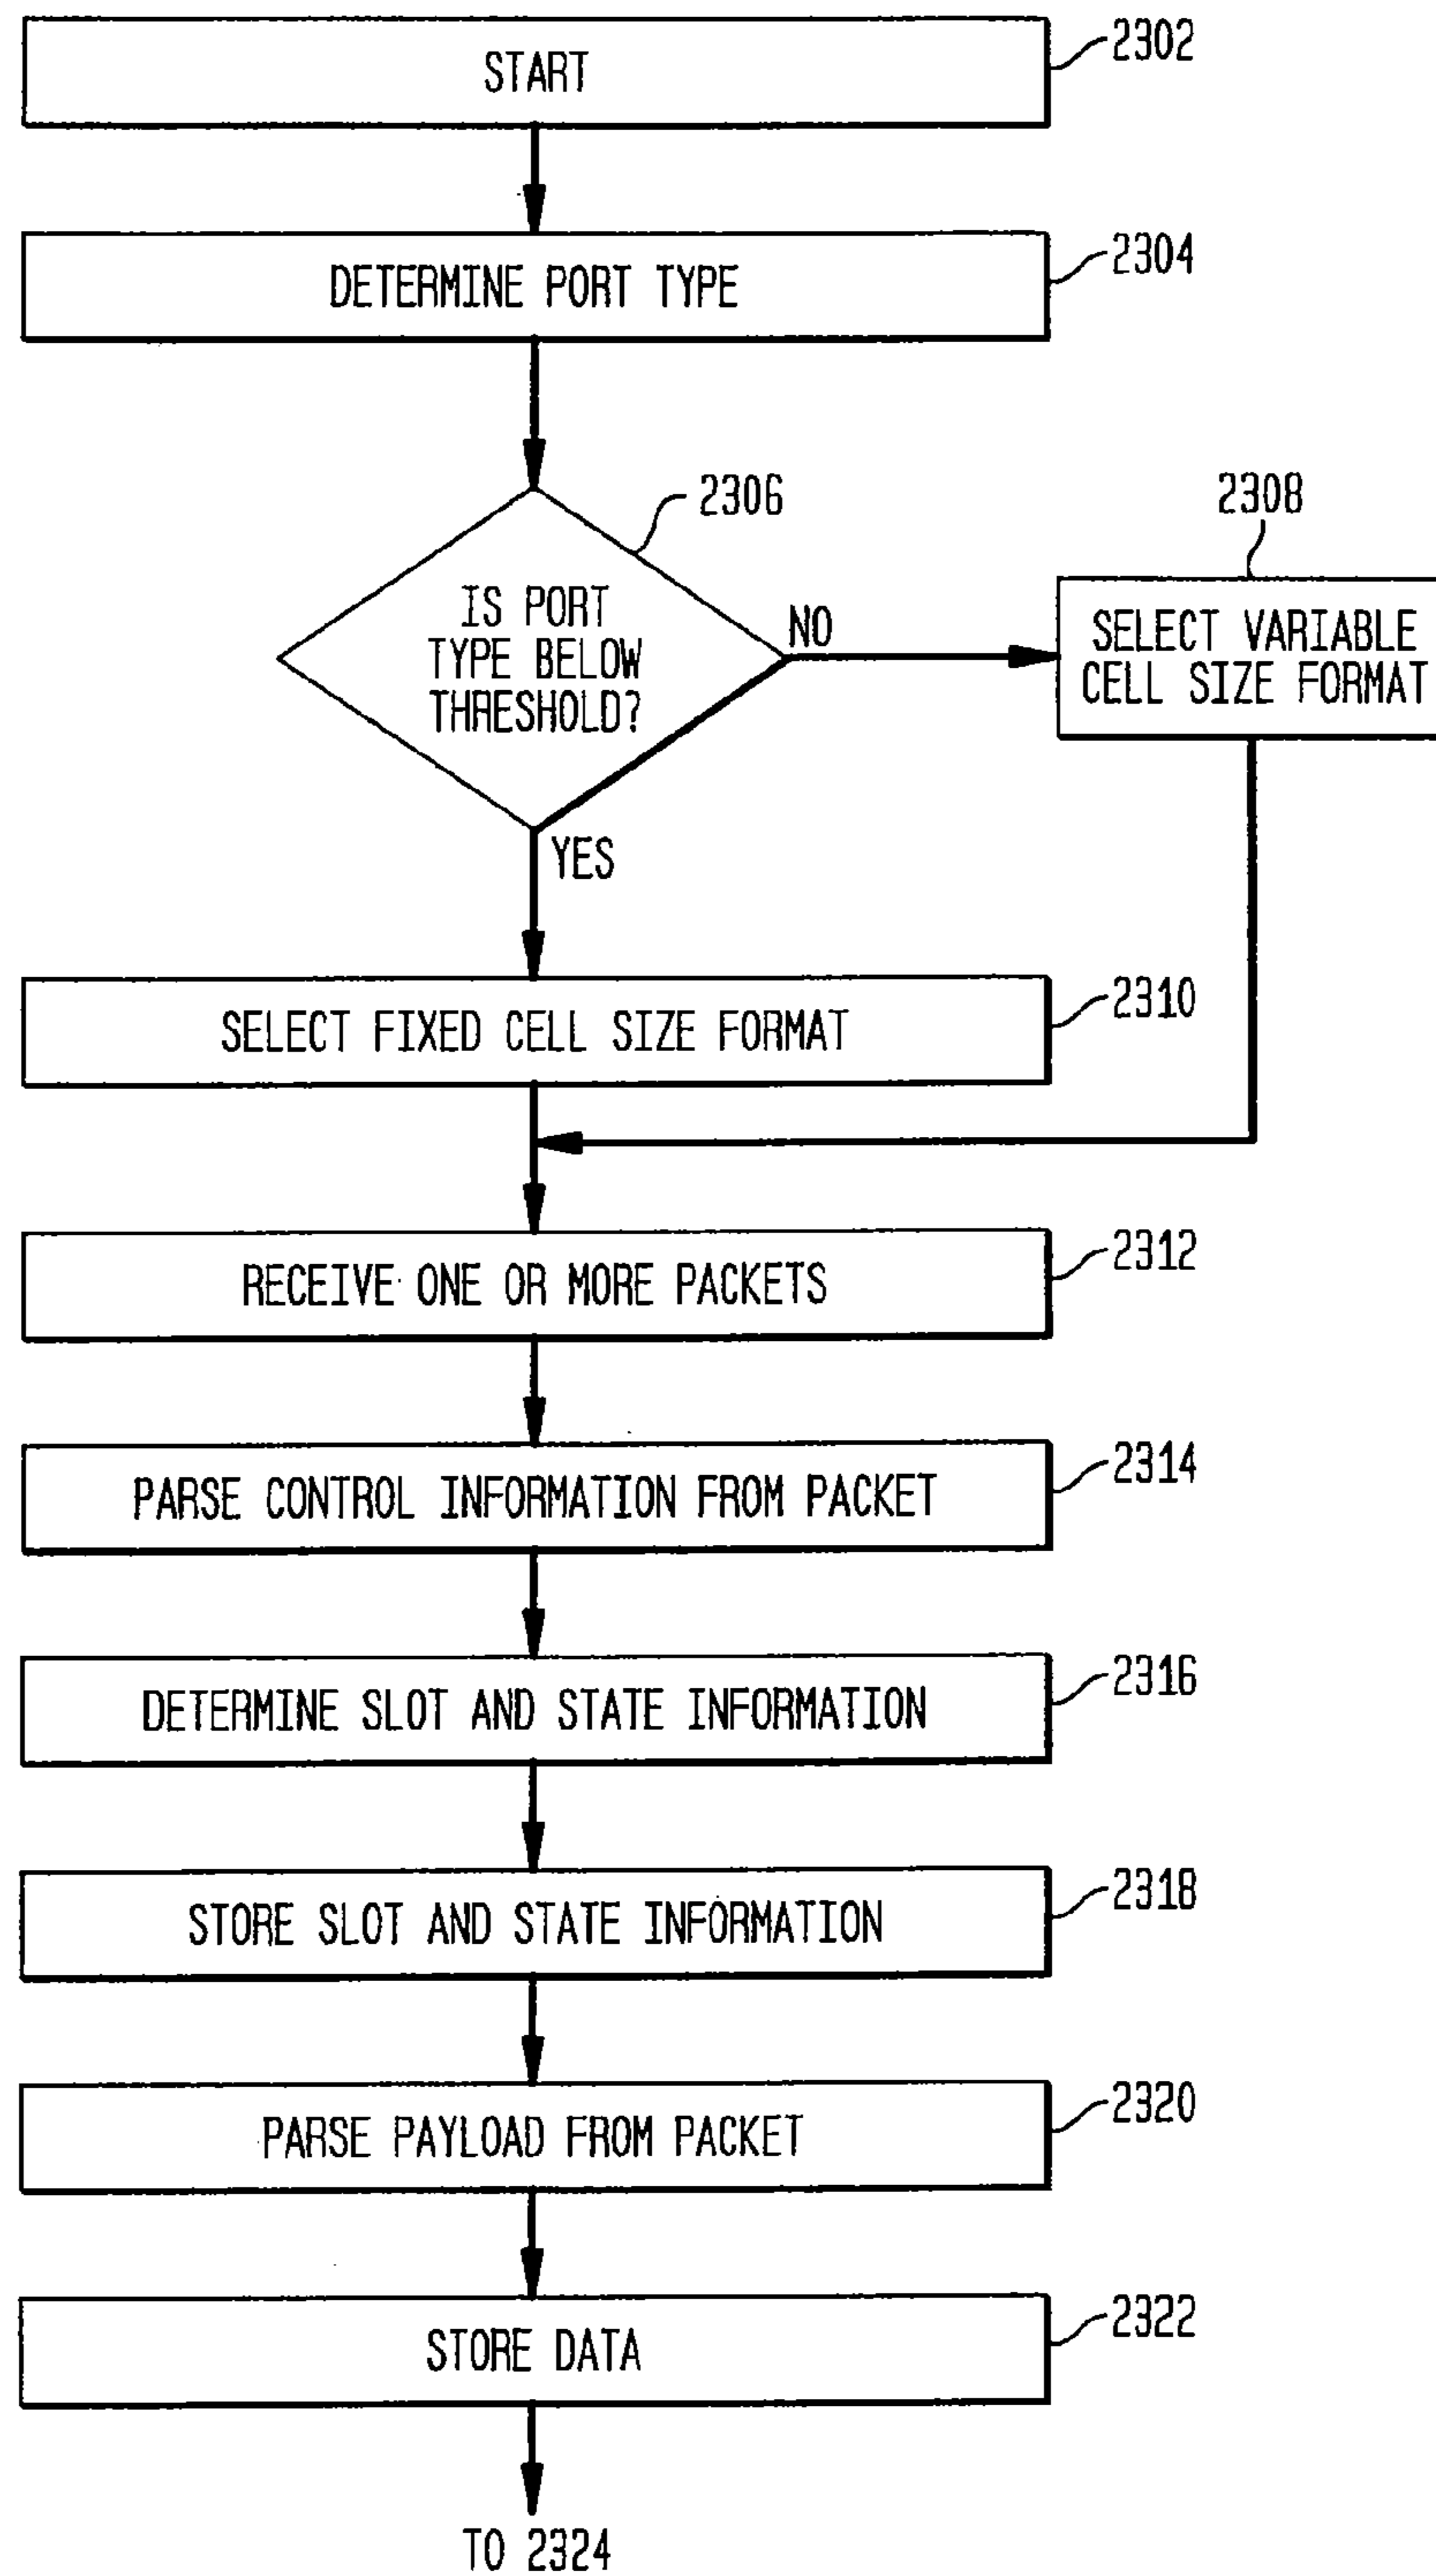 START
2302
DETERMINE PORT TYPE
2304
2306
IS PORT
TYPE BELOW
THRESHOLD?
NO
YES
2308
SELECT VARIABLE
CELL SIZE FORMAT
SELECT FIXED CELL SIZE FORMAT
2310
RECEIVE ONE OR MORE PACKETS
2312
PARSE CONTROL INFORMATION FROM PACKET
2314
DETERMINE SLOT AND STATE INFORMATION
2316
STORE SLOT AND STATE INFORMATION
2318
PARSE PAYLOAD FROM PACKET
2320
STORE DATA
2322
TO 2324